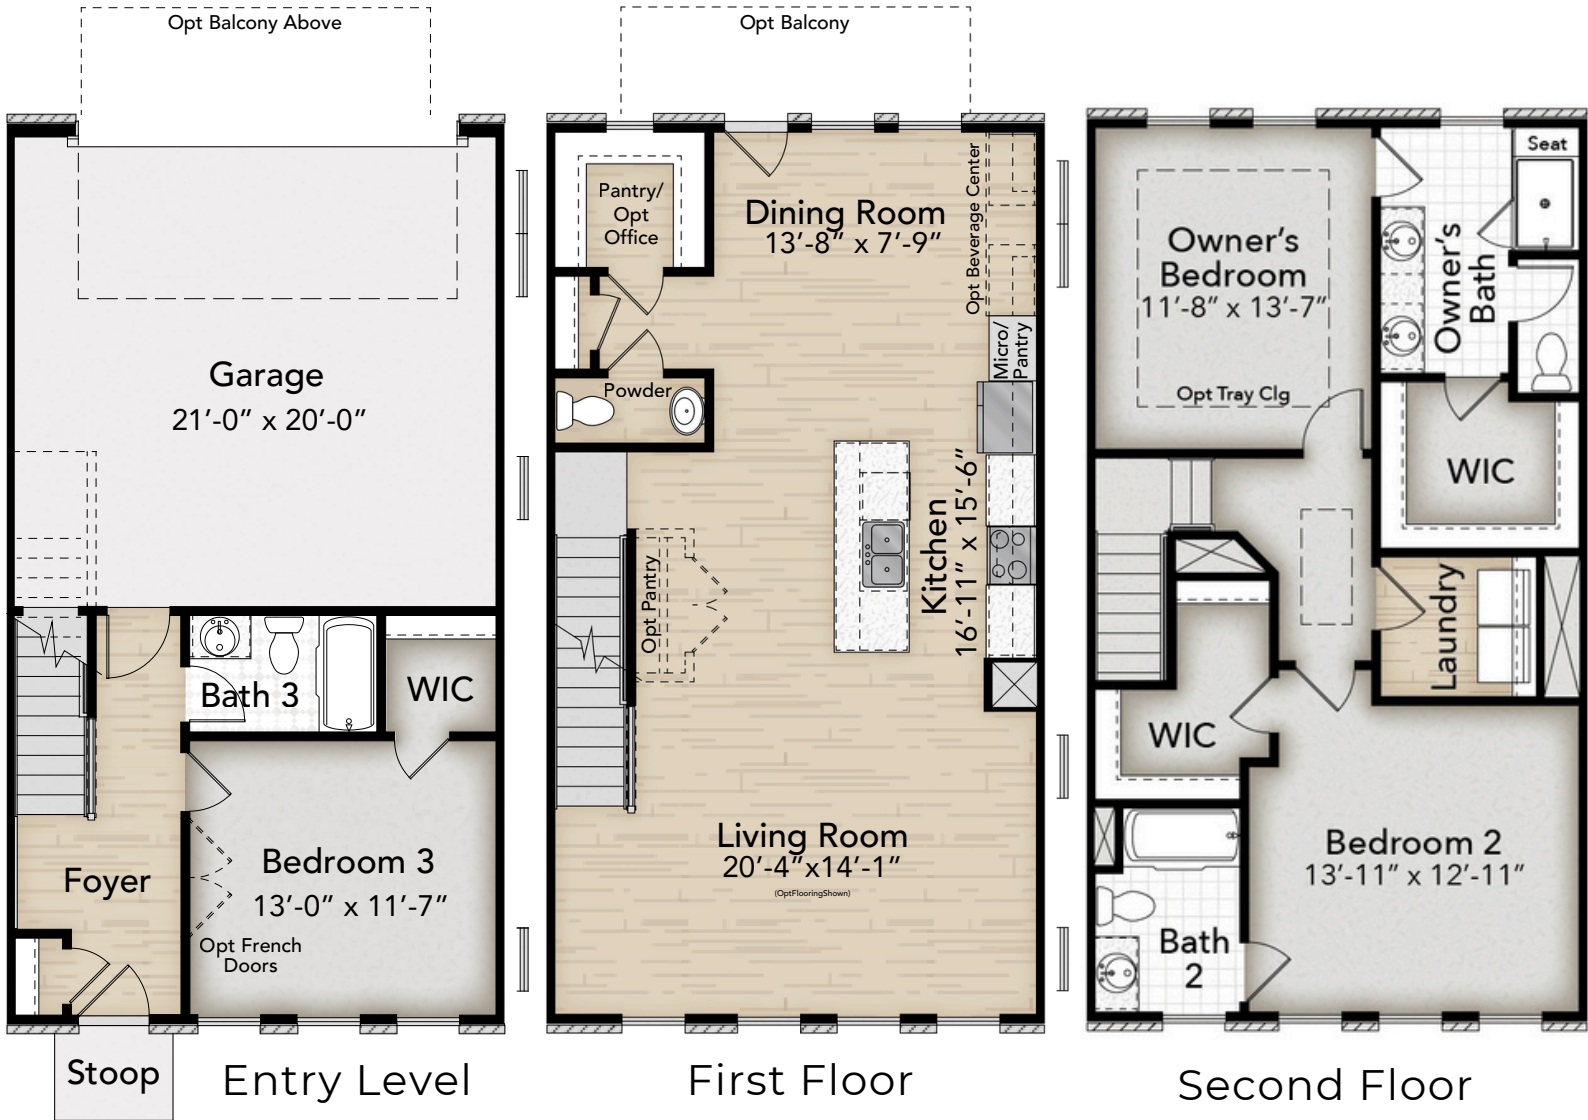 Opt Balcony Above
Garage
21'-0" x 20'-0"
Bath 3
WIC
Foyer
Bedroom 3
13'-0" x 11'-7"
Opt French
Doors
Stoop
Entry Level
Opt Balcony
Pantry/
Opt
Office
Dining Room
13'-8" x 7'-9"
Opt Beverage Center
Micro/
Pantry
Powder
Kitchen
16'-11" x 15'-6"
Opt Pantry
Living Room
20'-4"x14'-1"
(OptFlooringShown)
First Floor
Seat
Owner's
Bedroom
11'-8" x 13'-7"
Opt Tray Clg
Owner's
Bath
WIC
Laundry
WIC
Bedroom 2
13'-11" x 12'-11"
Bath
2
Second Floor